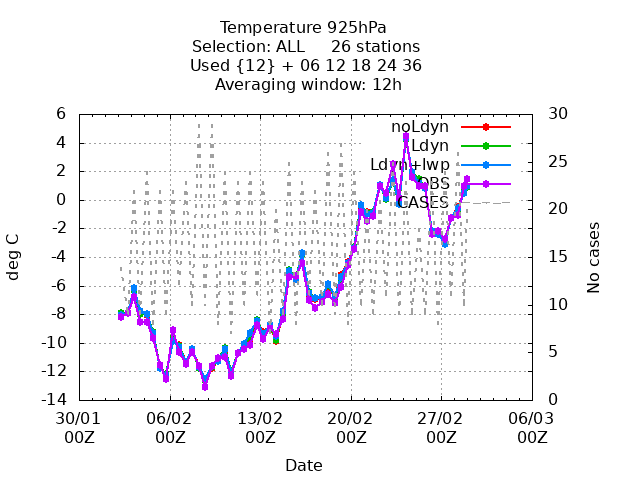 Temperature 925hPa
Selection: ALL 26 stations
Used {12} + 06 12 18 24 36
Averaging window: 12h
6 30
4
2 25
0
-2 20
-4
-6 15
-8
-10 10
-12 5
-14 0
noLdyn
Ldyn
Ldyn+lwp
OBS
CASES
deg C
No cases
30/01 06/02 13/02 20/02 27/02 06/03
00Z 00Z 00Z 00Z 00Z 00Z
Date